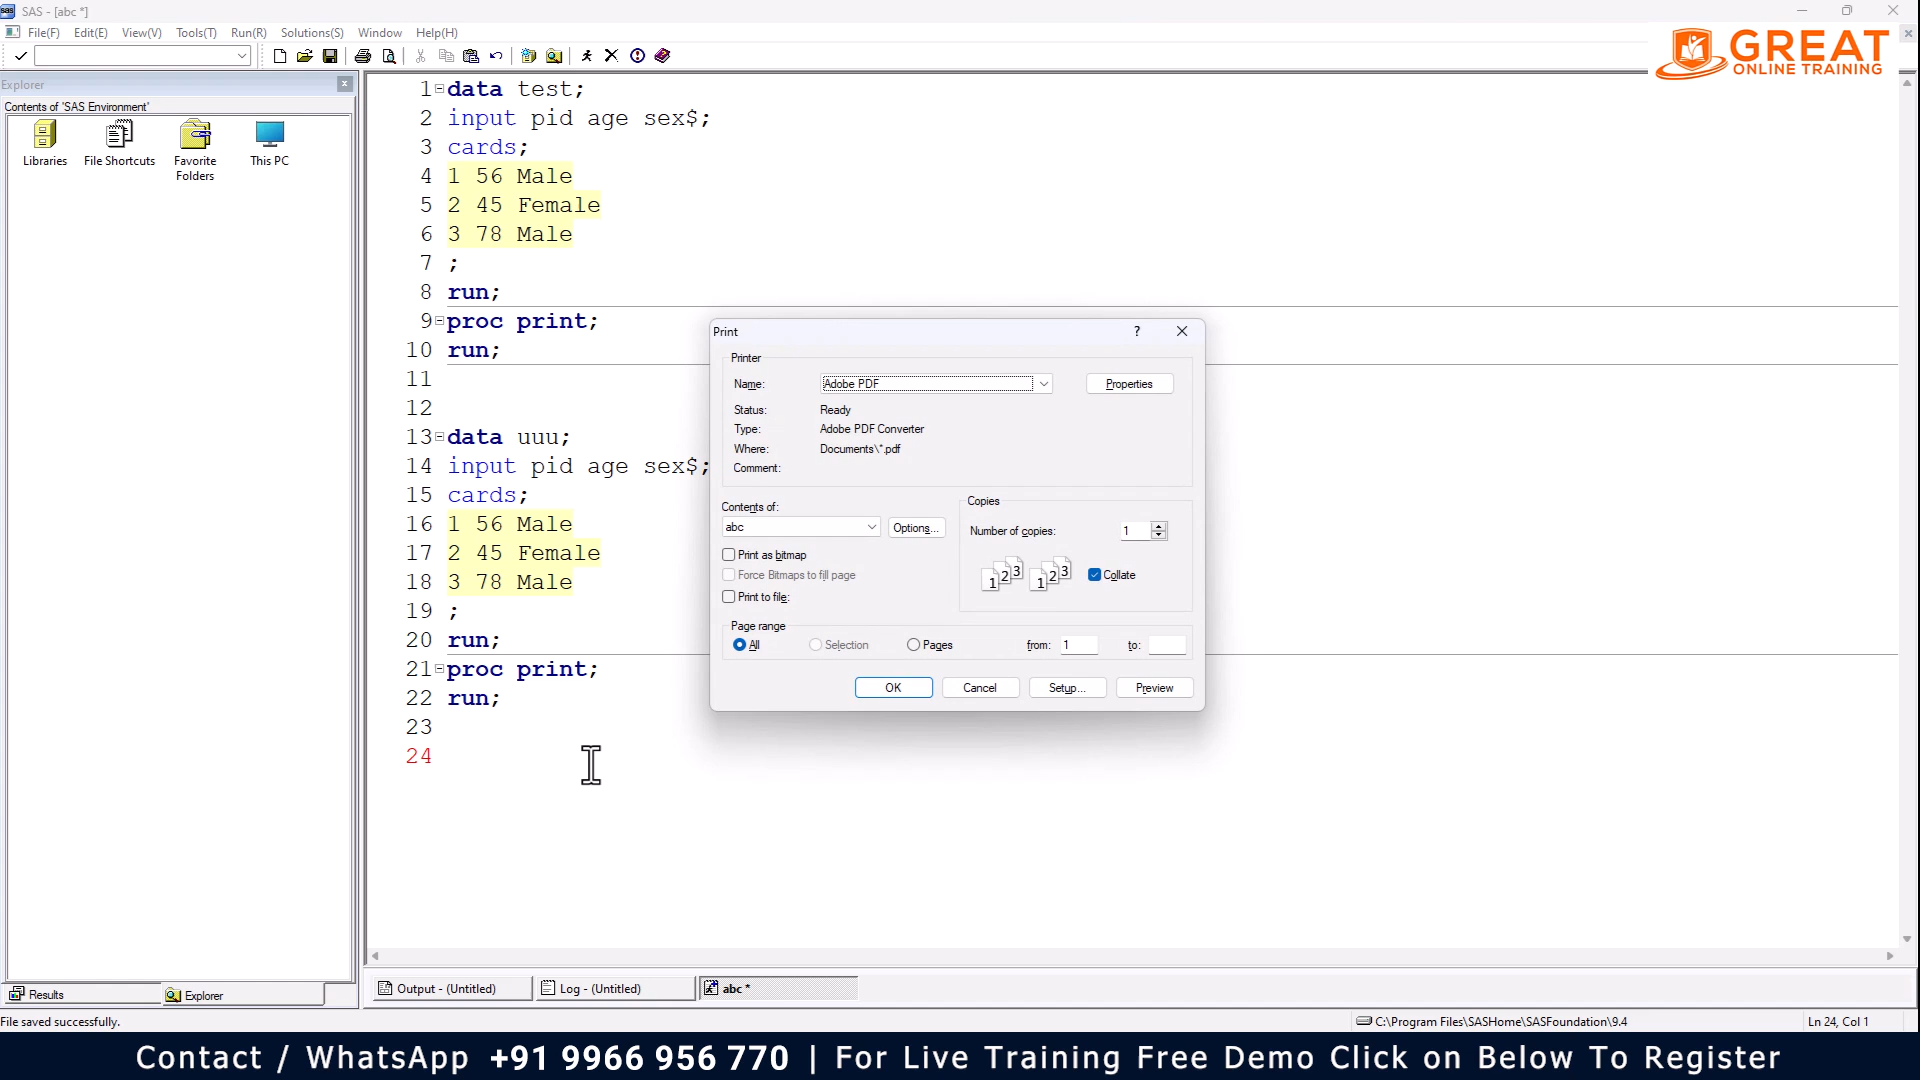 SAS - [abc *]
File(F) Edit(E) View(V) Tools(T) Run(R) Solutions(S) Window Help(H)
GREAT
ONLINE TRAINING
Explorer
Contents of 'SAS Environment'
Libraries File Shortcuts Favorite Folders This PC
1 data test;
2 input pid age sex$;
3 cards;
4 1 56 Male
5 2 45 Female
6 3 78 Male
7 ;
8 run;
9 proc print;
10 run;
11
12
13 data uuu;
14 input pid age sex$;
15 cards;
16 1 56 Male
17 2 45 Female
18 3 78 Male
19 ;
20 run;
21 proc print;
22 run;
23
24
Print
Printer
Name: Adobe PDF Properties
Status: Ready
Type: Adobe PDF Converter
Where: Documents\*.pdf
Comment:
Contents of:
abc Options...
Print as bitmap
Force Bitmaps to fill page
Print to file:
Copies
Number of copies: 1
1 2 3 1 2 3 Collate
Page range
All Selection Pages from: 1 to:
OK Cancel Setup... Preview
Results Explorer
Output - (Untitled) Log - (Untitled) abc *
File saved successfully. C:\Program Files\SASHome\SASFoundation\9.4 Ln 24, Col 1
Contact / WhatsApp +91 9966 956 770 | For Live Training Free Demo Click on Below To Register